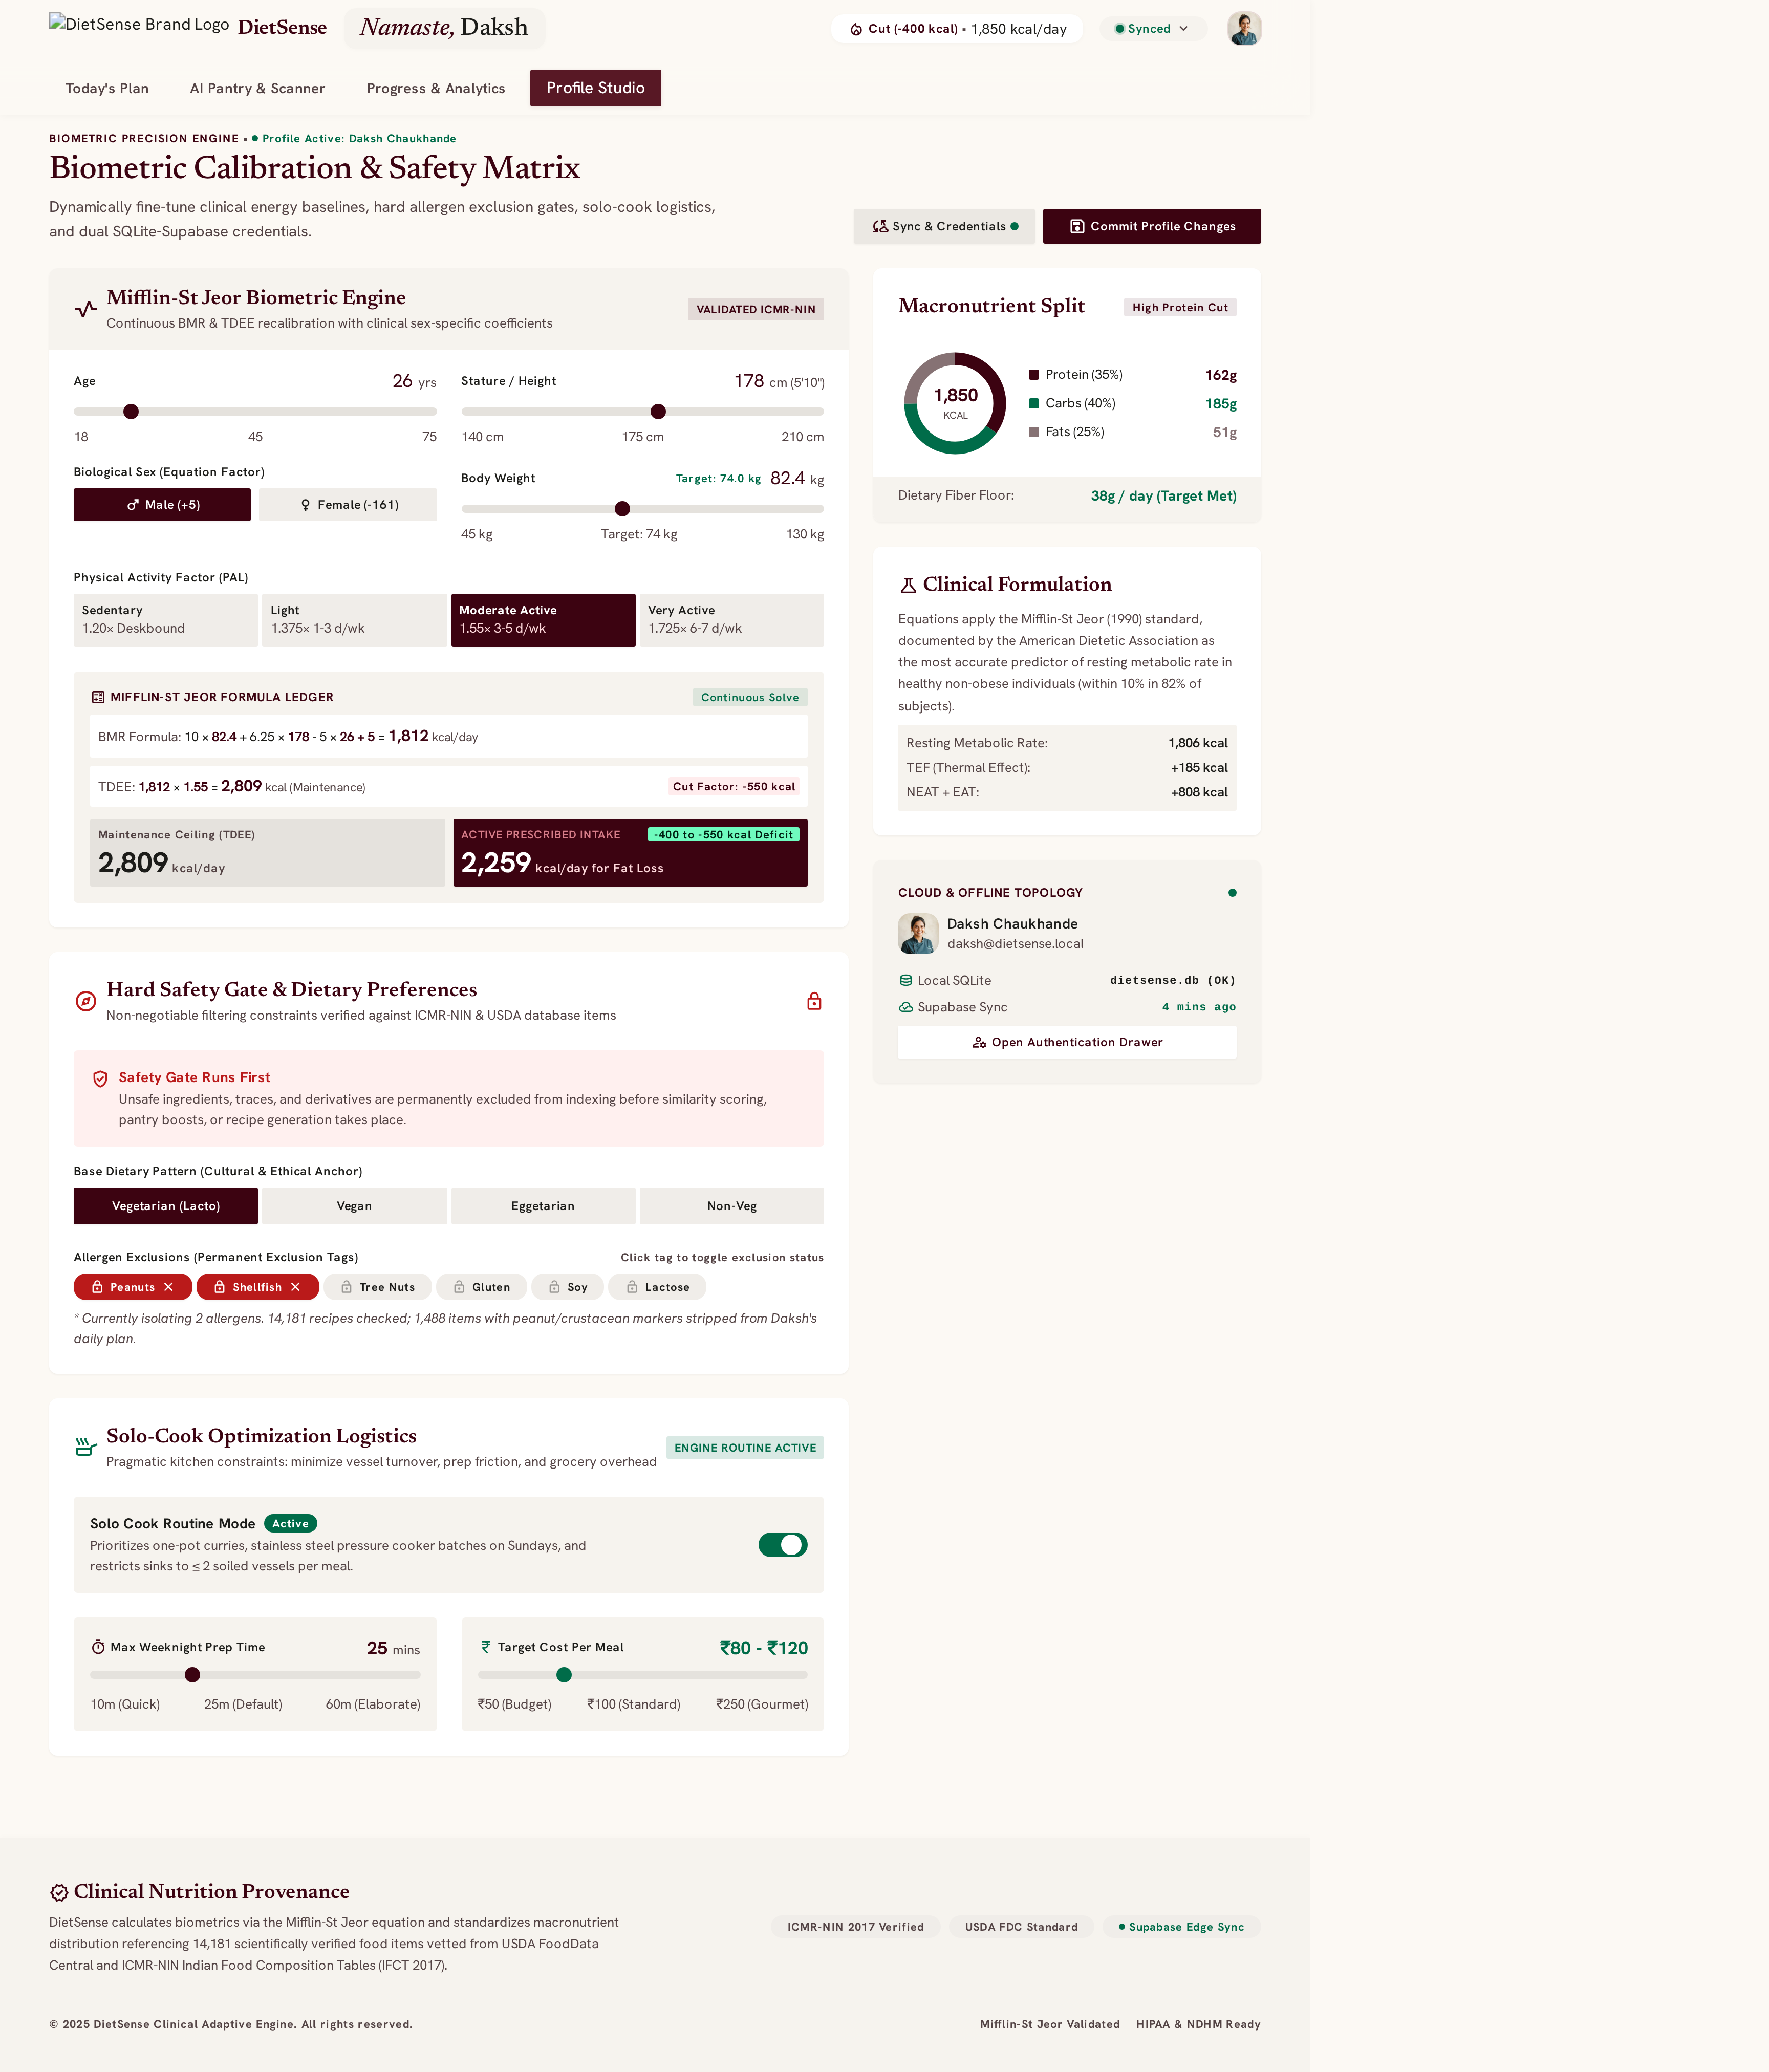 DietSense Brand Logo DietSense Namaste, Daksh
Cut (-400 kcal) • 1,850 kcal/day Synced
Today's Plan AI Pantry & Scanner Progress & Analytics Profile Studio
BIOMETRIC PRECISION ENGINE • Profile Active: Daksh Chaukhande
Biometric Calibration & Safety Matrix
Dynamically fine-tune clinical energy baselines, hard allergen exclusion gates, solo-cook logistics,
and dual SQLite-Supabase credentials.
Sync & Credentials Commit Profile Changes
Mifflin-St Jeor Biometric Engine
Continuous BMR & TDEE recalibration with clinical sex-specific coefficients
VALIDATED ICMR-NIN
Age 26 yrs
18 45 75
Stature / Height 178 cm (5'10")
140 cm 175 cm 210 cm
Biological Sex (Equation Factor)
Male (+5) Female (-161)
Body Weight Target: 74.0 kg 82.4 kg
45 kg Target: 74 kg 130 kg
Physical Activity Factor (PAL)
Sedentary
1.20× Deskbound
Light
1.375× 1-3 d/wk
Moderate Active
1.55× 3-5 d/wk
Very Active
1.725× 6-7 d/wk
MIFFLIN-ST JEOR FORMULA LEDGER Continuous Solve
BMR Formula: 10 × 82.4 + 6.25 × 178 - 5 × 26 + 5 = 1,812 kcal/day
TDEE: 1,812 × 1.55 = 2,809 kcal (Maintenance) Cut Factor: -550 kcal
Maintenance Ceiling (TDEE)
2,809 kcal/day
ACTIVE PRESCRIBED INTAKE -400 to -550 kcal Deficit
2,259 kcal/day for Fat Loss
Hard Safety Gate & Dietary Preferences
Non-negotiable filtering constraints verified against ICMR-NIN & USDA database items
Safety Gate Runs First
Unsafe ingredients, traces, and derivatives are permanently excluded from indexing before similarity scoring,
pantry boosts, or recipe generation takes place.
Base Dietary Pattern (Cultural & Ethical Anchor)
Vegetarian (Lacto) Vegan Eggetarian Non-Veg
Allergen Exclusions (Permanent Exclusion Tags) Click tag to toggle exclusion status
Peanuts Shellfish Tree Nuts Gluten Soy Lactose
* Currently isolating 2 allergens. 14,181 recipes checked; 1,488 items with peanut/crustacean markers stripped from Daksh's
daily plan.
Solo-Cook Optimization Logistics
Pragmatic kitchen constraints: minimize vessel turnover, prep friction, and grocery overhead
ENGINE ROUTINE ACTIVE
Solo Cook Routine Mode Active
Prioritizes one-pot curries, stainless steel pressure cooker batches on Sundays, and
restricts sinks to ≤ 2 soiled vessels per meal.
Max Weeknight Prep Time 25 mins
10m (Quick) 25m (Default) 60m (Elaborate)
₹ Target Cost Per Meal ₹80 - ₹120
₹50 (Budget) ₹100 (Standard) ₹250 (Gourmet)
Macronutrient Split High Protein Cut
1,850
KCAL
Protein (35%) 162g
Carbs (40%) 185g
Fats (25%) 51g
Dietary Fiber Floor: 38g / day (Target Met)
Clinical Formulation
Equations apply the Mifflin-St Jeor (1990) standard,
documented by the American Dietetic Association as
the most accurate predictor of resting metabolic rate in
healthy non-obese individuals (within 10% in 82% of
subjects).
Resting Metabolic Rate: 1,806 kcal
TEF (Thermal Effect): +185 kcal
NEAT + EAT: +808 kcal
CLOUD & OFFLINE TOPOLOGY
Daksh Chaukhande
daksh@dietsense.local
Local SQLite dietsense.db (OK)
Supabase Sync 4 mins ago
Open Authentication Drawer
Clinical Nutrition Provenance
DietSense calculates biometrics via the Mifflin-St Jeor equation and standardizes macronutrient
distribution referencing 14,181 scientifically verified food items vetted from USDA FoodData
Central and ICMR-NIN Indian Food Composition Tables (IFCT 2017).
ICMR-NIN 2017 Verified USDA FDC Standard Supabase Edge Sync
© 2025 DietSense Clinical Adaptive Engine. All rights reserved.
Mifflin-St Jeor Validated HIPAA & NDHM Ready